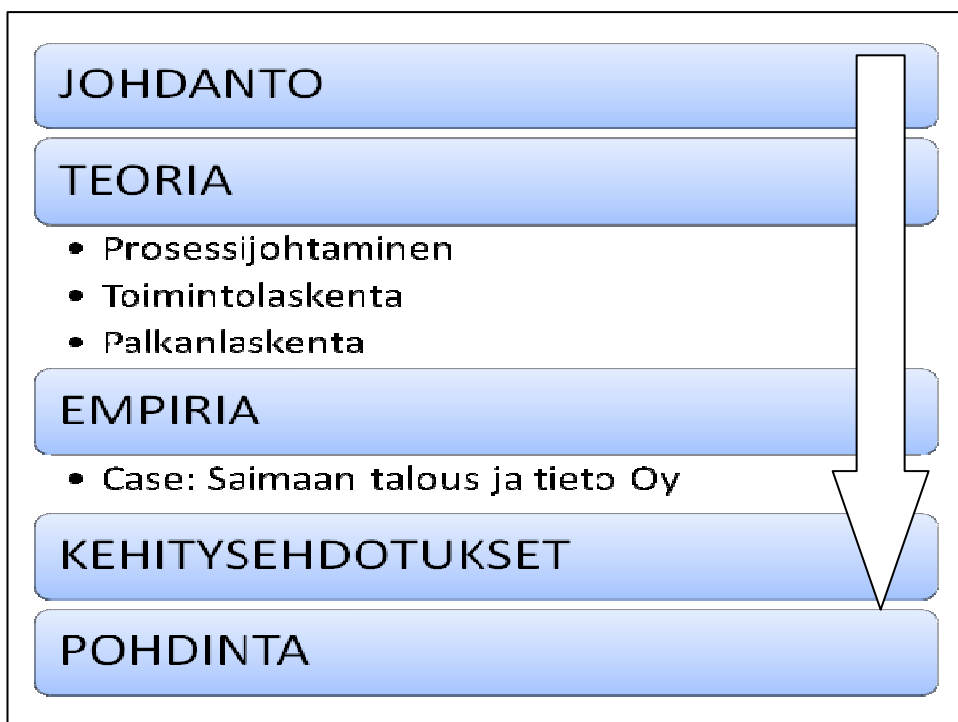 JOHDANTO
TEORIA
• Prosessijohtaminen
• Toimintolaskenta
• Palkanlaskenta
EMPIRIA
• Case: Saimaan talous ja tieto Oy
KEHITYSEHDOTUKSET
POHDINTA